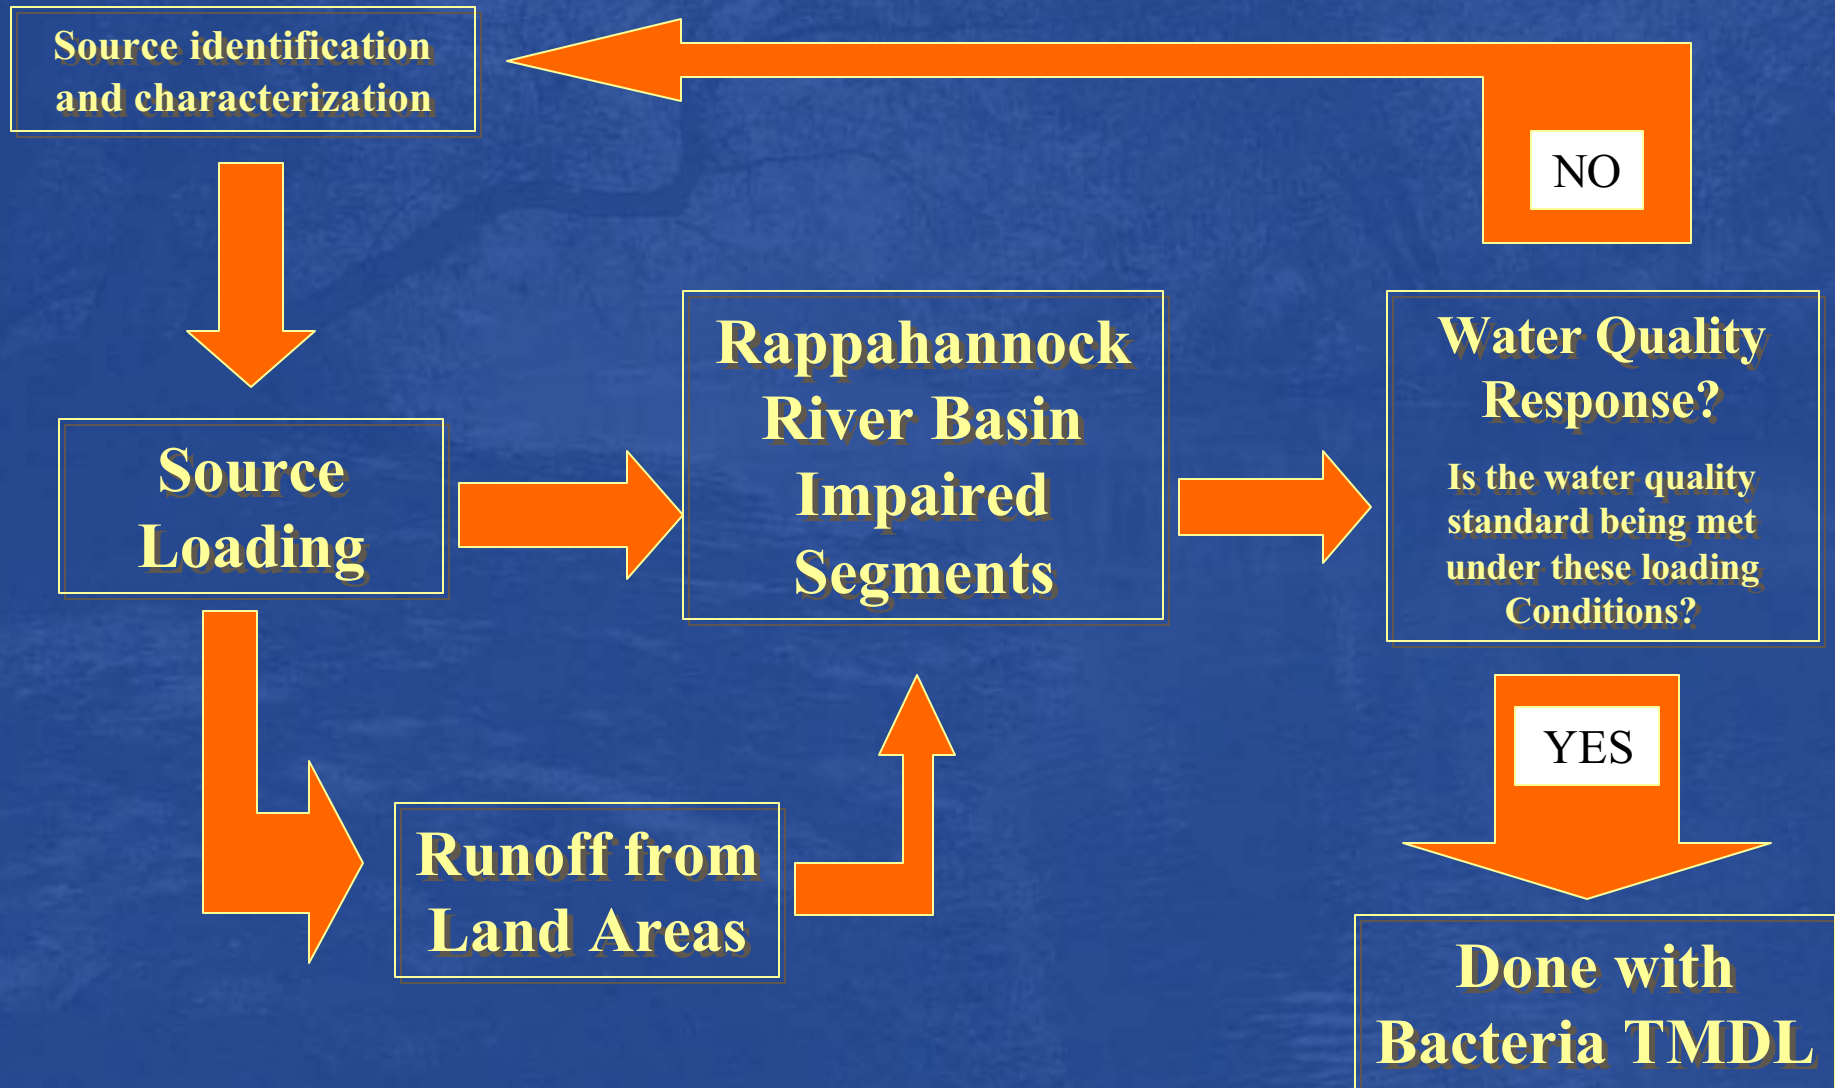 Source identification
and characterization
NO
Rappahannock
River Basin
Impaired
Segments
Water Quality
Response?
Is the water quality
standard being met
under these loading
Conditions?
Source
Loading
YES
Runoff from
Land Areas
Done with
Bacteria TMDL